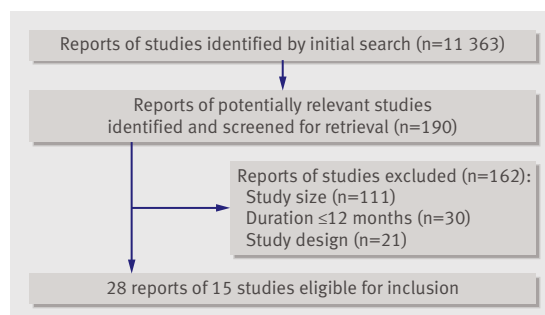 Reports of studies identified by initial search (n=11 363)
Reports of potentially relevant studies
identified and screened for retrieval (n=190)
Reports of studies excluded (n=162):
Study size (n=111)
Duration ≤12 months (n=30)
Study design (n=21)
28 reports of 15 studies eligible for inclusion